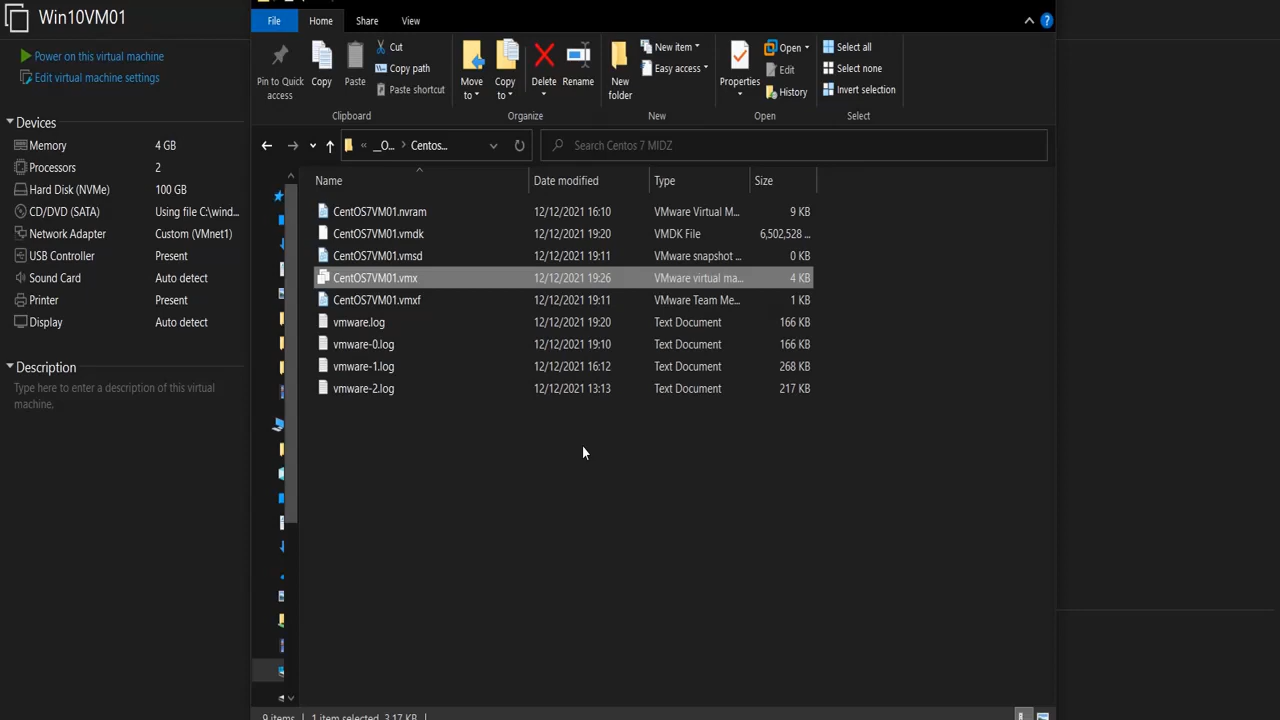 Win10VM01
Power on this virtual machine
Edit virtual machine settings
Devices
Memory 4 GB
Processors 2
Hard Disk (NVMe) 100 GB
CD/DVD (SATA) Using file C:\wind...
Network Adapter Custom (VMnet1)
USB Controller Present
Sound Card Auto detect
Printer Present
Display Auto detect
Description
Type here to enter a description of this virtual
machine.
File Home Share View
Pin to Quick
access
Copy
Paste
Cut
Copy path
Paste shortcut
Clipboard
Move
to
Copy
to
Delete
Rename
Organize
New
folder
New item
Easy access
New
Properties
Open
Edit
History
Open
Select all
Select none
Invert selection
Select
« __O... > Centos...
Search Centos 7 MIDZ
Name Date modified Type Size
CentOS7VM01.nvram 12/12/2021 16:10 VMware Virtual M... 9 KB
CentOS7VM01.vmdk 12/12/2021 19:20 VMDK File 6,502,528 ...
CentOS7VM01.vmsd 12/12/2021 19:11 VMware snapshot ... 0 KB
CentOS7VM01.vmx 12/12/2021 19:26 VMware virtual ma... 4 KB
CentOS7VM01.vmxf 12/12/2021 19:11 VMware Team Me... 1 KB
vmware.log 12/12/2021 19:20 Text Document 166 KB
vmware-0.log 12/12/2021 19:10 Text Document 166 KB
vmware-1.log 12/12/2021 16:12 Text Document 268 KB
vmware-2.log 12/12/2021 13:13 Text Document 217 KB
9 items 1 item selected 3.17 KB